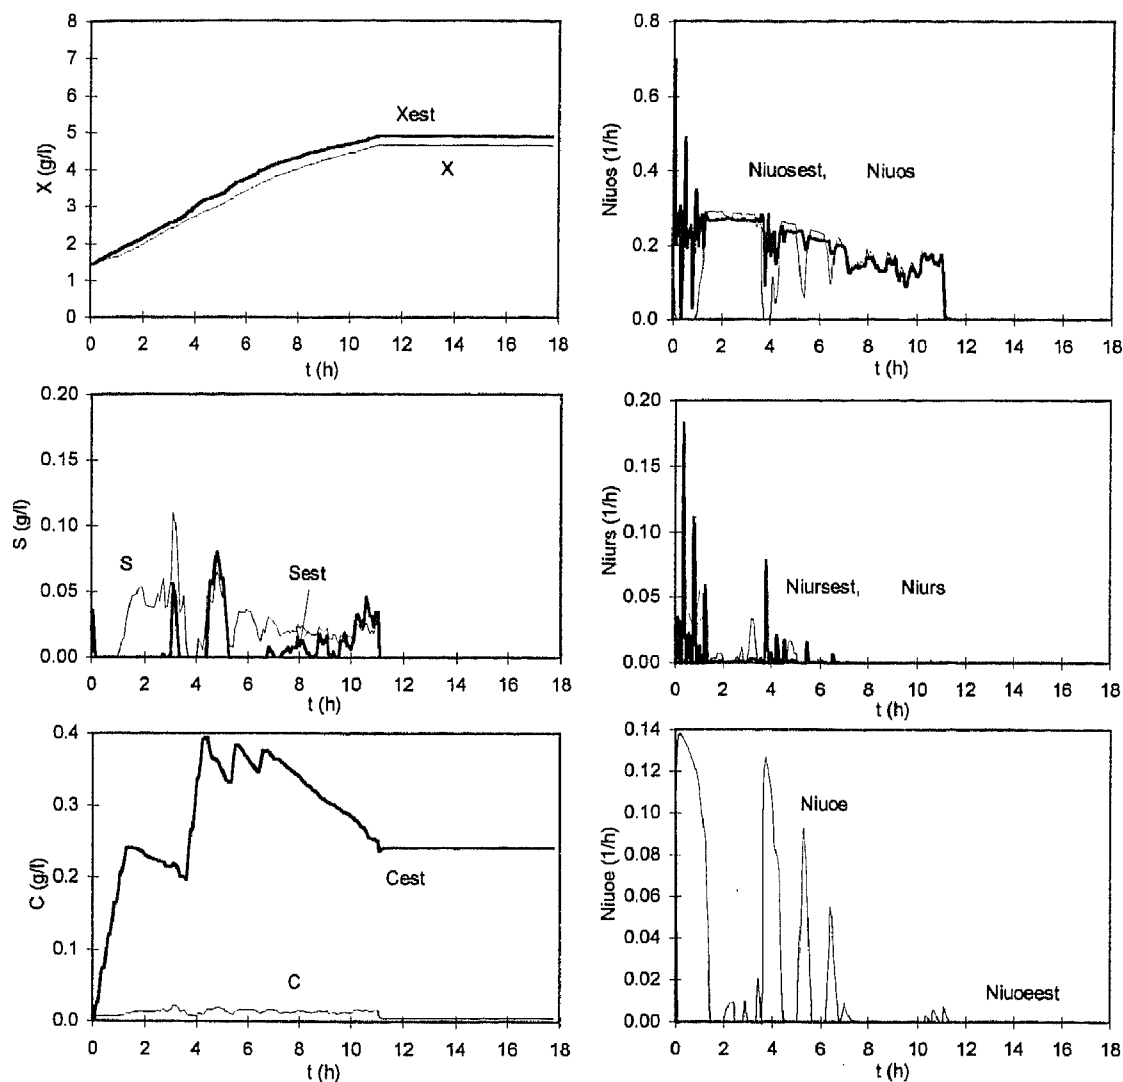 8
7
6
5
4
3
2
1
0
X (g/l)
Xest
X
0 2 4 6 8 10 12 14 16 18
t (h)
0.8
0.6
0.4
0.2
0.0
Niuos (1/h)
Niuosest, Niuos
0 2 4 6 8 10 12 14 16 18
t (h)
0.20
0.15
0.10
0.05
0.00
S (g/l)
S
Sest
0 2 4 6 8 10 12 14 16 18
t (h)
0.20
0.15
0.10
0.05
0.00
Niurs (1/h)
Niursest, Niurs
0 2 4 6 8 10 12 14 16 18
t (h)
0.4
0.3
0.2
0.1
0.0
C (g/l)
Cest
C
0 2 4 6 8 10 12 14 16 18
t (h)
0.14
0.12
0.10
0.08
0.06
0.04
0.02
0.00
Niuoe (1/h)
Niuoe
Niuoeest
0 2 4 6 8 10 12 14 16 18
t (h)